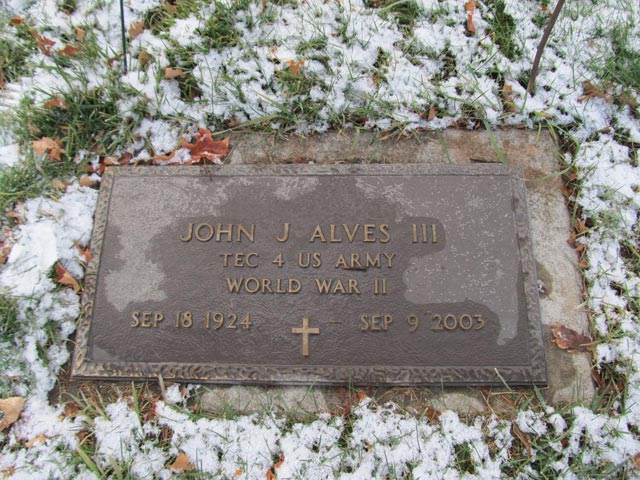 JOHN J ALVES III
TEC 4 US ARMY
WORLD WAR II
SEP 18 1924 – SEP 9 2003